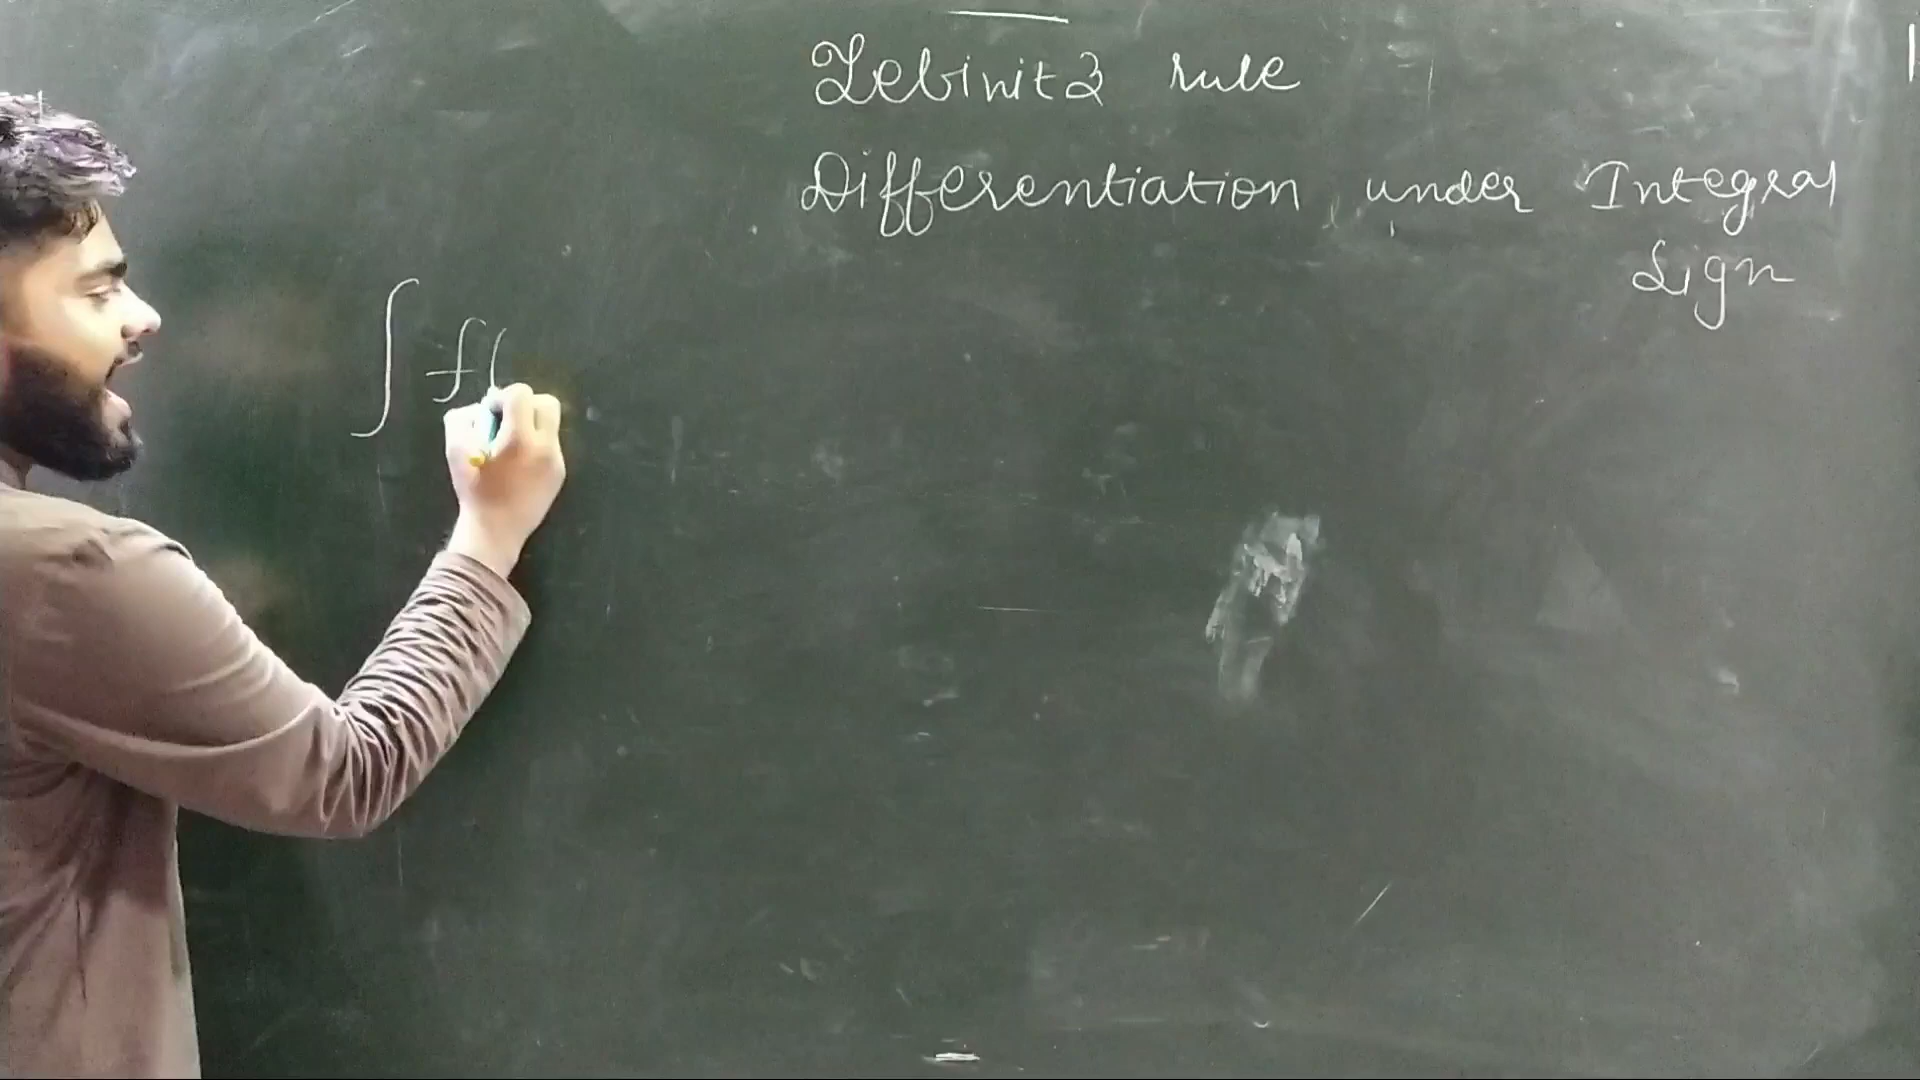 Lebinitz rule
Differentiation under Integral
Sign
∫ f(